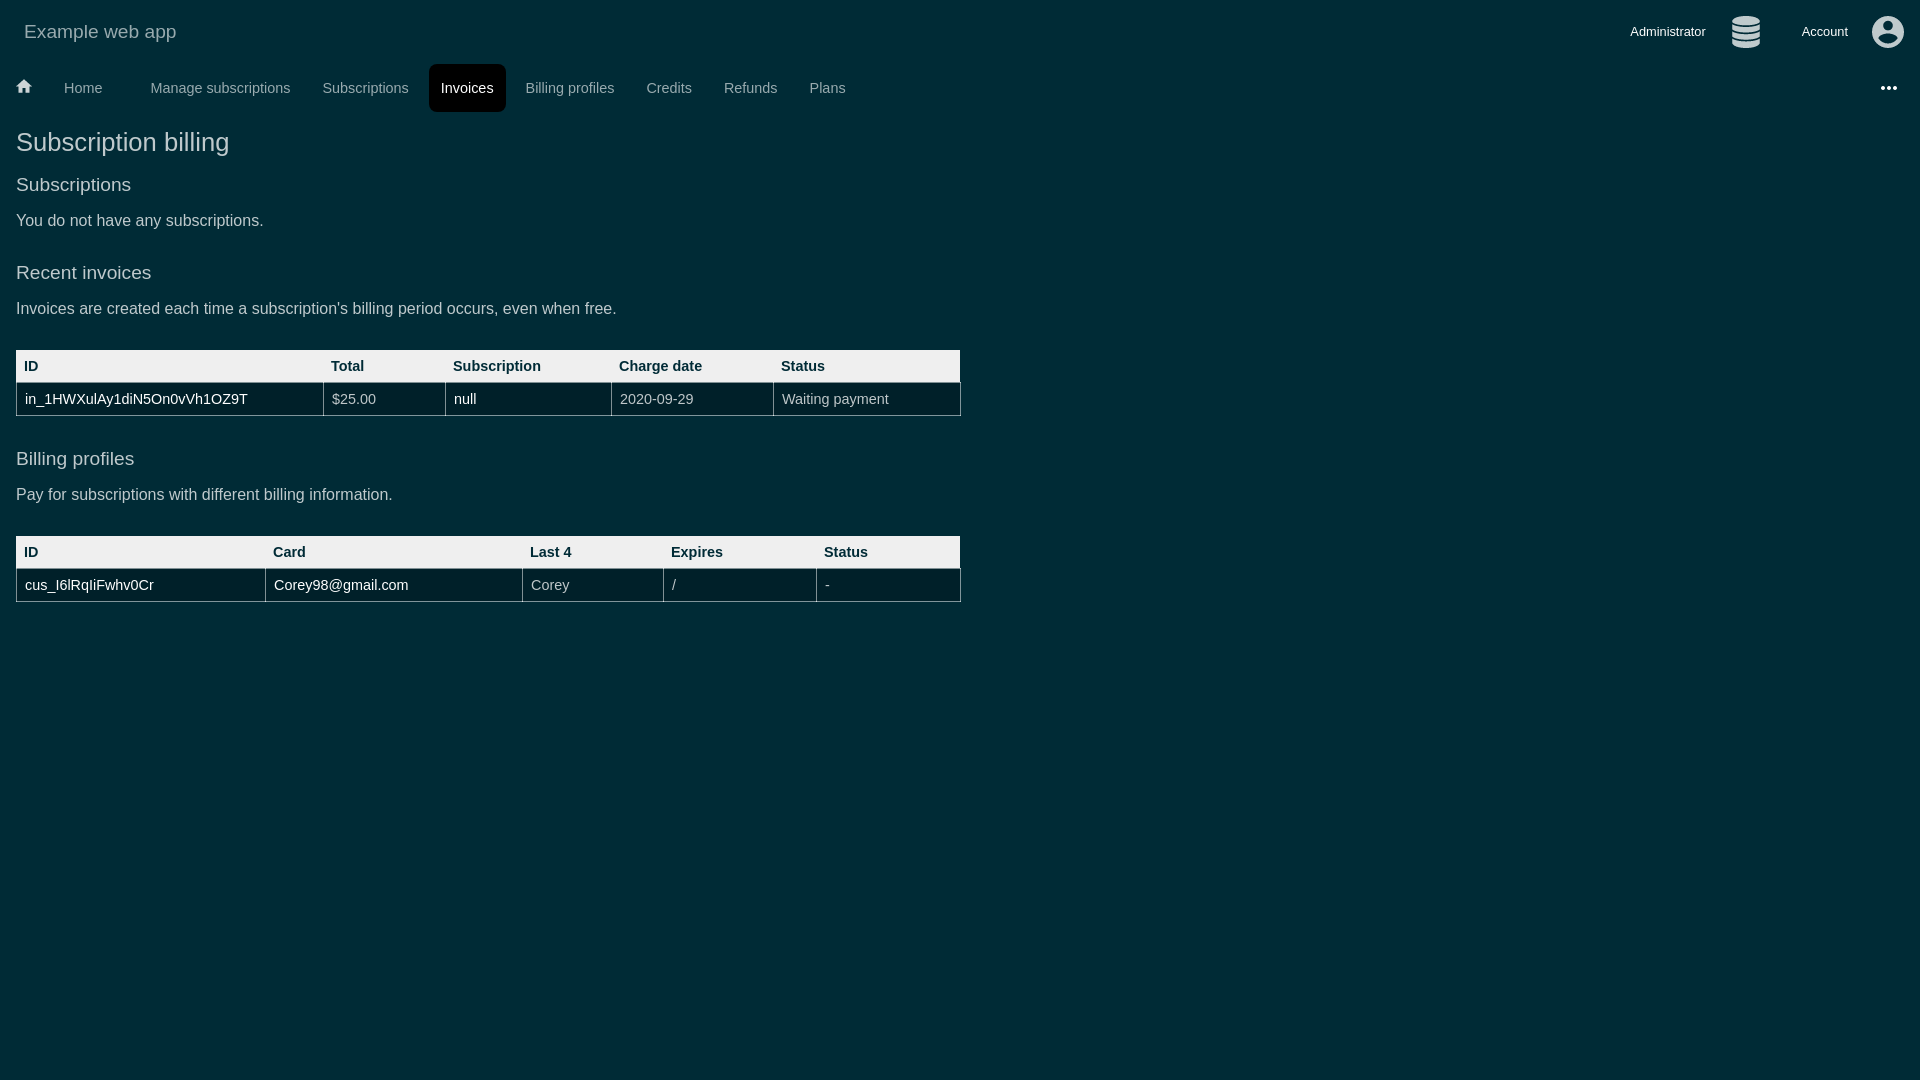 Example web app
Administrator
Account
Home
Manage subscriptions
Subscriptions
Invoices
Billing profiles
Credits
Refunds
Plans
Subscription billing
Subscriptions
You do not have any subscriptions.
Recent invoices
Invoices are created each time a subscription's billing period occurs, even when free.
ID Total Subscription Charge date Status
in_1HWXulAy1diN5On0vVh1OZ9T $25.00 null 2020-09-29 Waiting payment
Billing profiles
Pay for subscriptions with different billing information.
ID Card Last 4 Expires Status
cus_I6lRqIiFwhv0Cr Corey98@gmail.com Corey / -